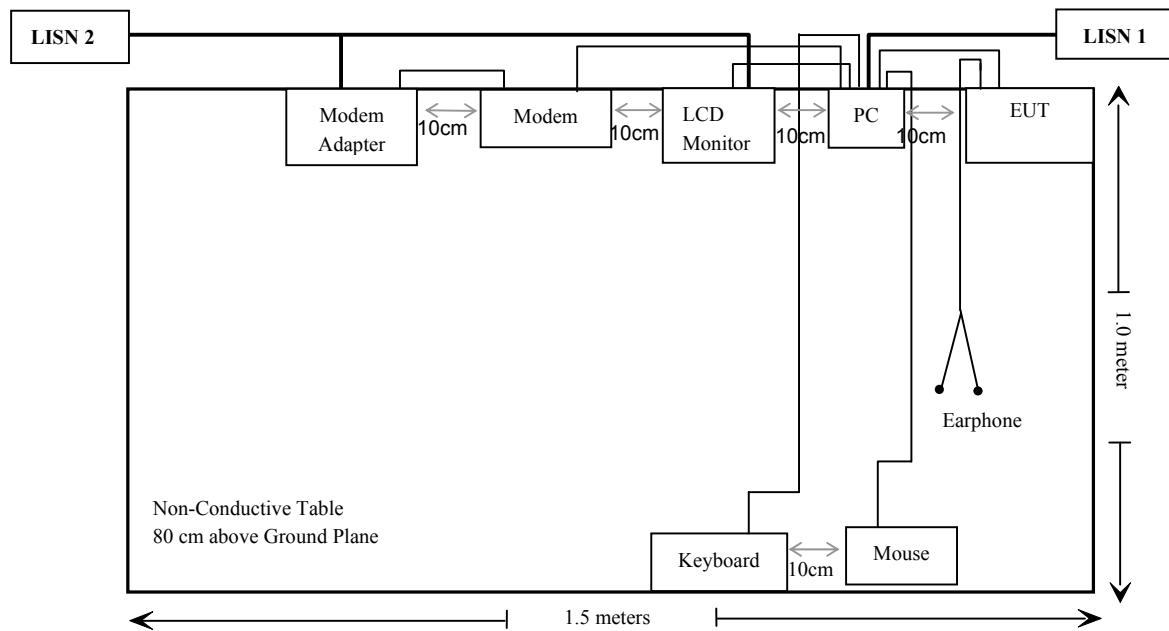 LISN 2
LISN 1
Modem
Adapter
10cm
Modem
10cm
LCD
Monitor
10cm
PC
10cm
EUT
1.0 meter
Earphone
Non-Conductive Table
80 cm above Ground Plane
Keyboard
10cm
Mouse
1.5 meters